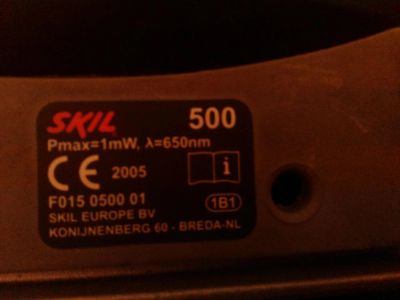 SKIL 500
Pmax=1mW, λ=650nm
CE 2005 i
F015 0500 01 1B1
SKIL EUROPE BV
KONIJNENBERG 60 - BREDA-NL